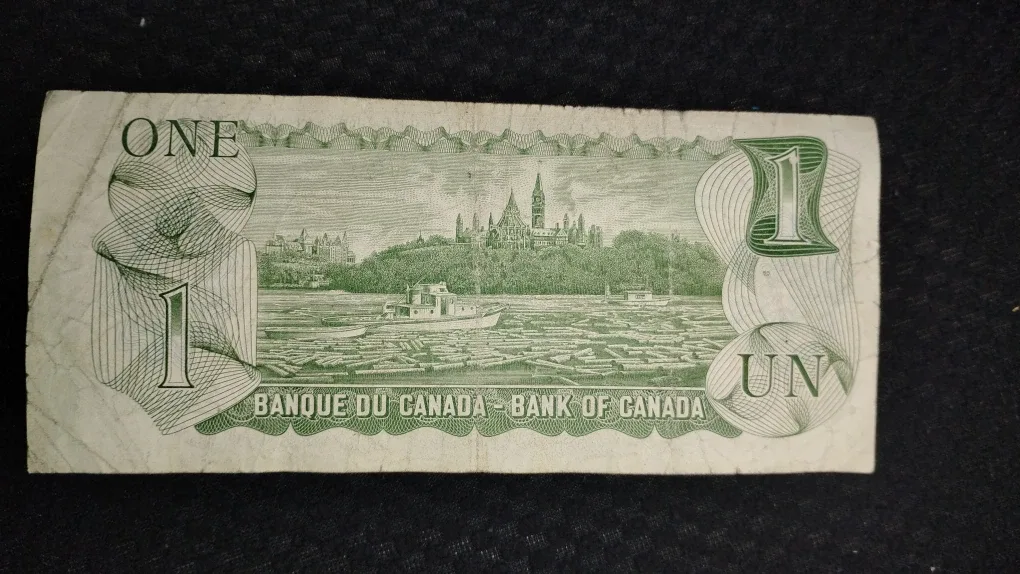 ONE
1
1
UN
BANQUE DU CANADA - BANK OF CANADA